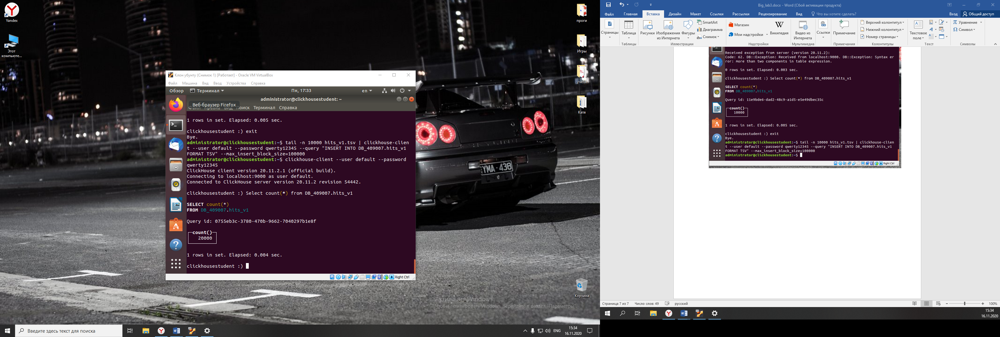 Yandex
Этот
компьюте...
проги
Игры
учеба
Катя
Корзина
YMA·438
Активация Windows
Чтобы активировать Windows, перейдите в раздел "Параметры".
Клон убунту (Снимок 1) [Работает] - Oracle VM VirtualBox
Файл Машина Вид Ввод Устройства Справка
Обзор Терминал Пн, 17:33 en
administrator@clickhousestudent: ~
Веб-браузер Firefox
Файл Правка Вид Поиск Терминал Справка
1 rows in set. Elapsed: 0.005 sec.
clickhousestudent :) exit
Bye.
administrator@clickhousestudent:~$ tail -n 10000 hits_v1.tsv | clickhouse-clien
t --user default --password qwerty12345 --query "INSERT INTO DB_409007.hits_v1
FORMAT TSV" --max_insert_block_size=100000
administrator@clickhousestudent:~$ clickhouse-client --user default --password
qwerty12345
ClickHouse client version 20.11.2.1 (official build).
Connecting to localhost:9000 as user default.
Connected to ClickHouse server version 20.11.2 revision 54442.
clickhousestudent :) Select count(*) from DB_409007.hits_v1
SELECT count(*)
FROM DB_409007.hits_v1
Query id: 0755eb3c-3780-470b-9662-7040297b1e8f
count()
20000
1 rows in set. Elapsed: 0.004 sec.
clickhousestudent :)
Right Ctrl
Введите здесь текст для поиска
ENG
15:34
16.11.2020
Big_lab3.docx - Word (Сбой активации продукта)
Файл Главная Вставка Дизайн Макет Ссылки Рассылки Рецензирование Вид Что вы хотите сделать? Вход Общий доступ
Страницы
Таблица
Таблицы
Рисунки
Изображения
из Интернета
Фигуры
SmartArt
Диаграмма
Снимок
Иллюстрации
Магазин
Мои надстройки
Википедия
Надстройки
Видео из
Интернета
Мультимедиа
Ссылки
Примечание
Примечания
Верхний колонтитул
Нижний колонтитул
Номер страницы
Колонтитулы
Текстовое
поле
Текст
Уравнение
Символ
Символы
Received exception from server (version 20.11.2):
Code: 62. DB::Exception: Received from localhost:9000. DB::Exception: Syntax er
ror: more than two components in table expression.
0 rows in set. Elapsed: 0.003 sec.
clickhousestudent :) Select count(*) from DB_409007.hits_v1
SELECT count(*)
FROM DB_409007.hits_v1
Query id: 11e9bde6-dad2-48c9-a1d5-e5e49dbec35c
count()
10000
1 rows in set. Elapsed: 0.005 sec.
clickhousestudent :) exit
Bye.
administrator@clickhousestudent:~$ tail -n 10000 hits_v1.tsv | clickhouse-clien
t --user default --password qwerty12345 --query "INSERT INTO DB_409007.hits_v1
FORMAT TSV" --max_insert_block_size=100000
administrator@clickhousestudent:~$
Right Ctrl
Страница 7 из 7 Число слов: 49 русский 100%
15:34
16.11.2020